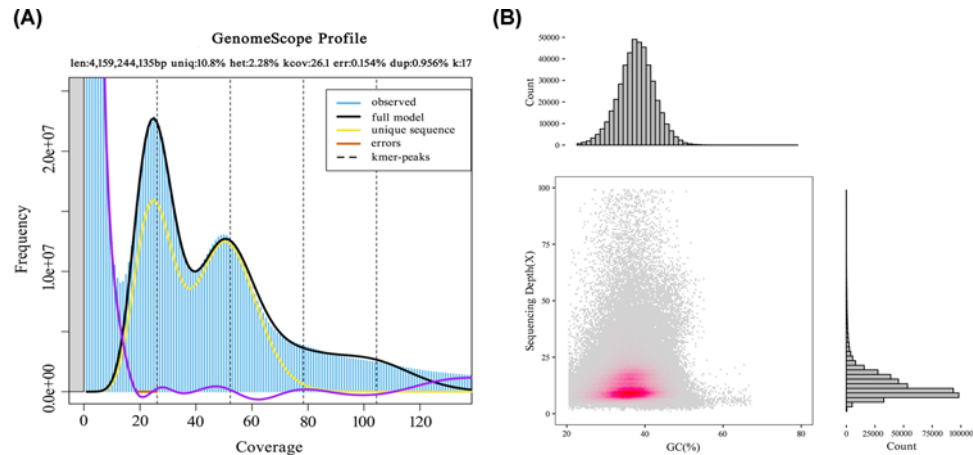 (A)
GenomeScope Profile
len:4,159,244,135bp uniq:10.8% het:2.28% kcov:26.1 err:0.154% dup:0.956% k:17
observed
full model
unique sequence
errors
kmer-peaks
Frequency
0.0e+00
1.0e+07
2.0e+07
0 20 40 60 80 100 120
Coverage
(B)
Count
50000
40000
30000
20000
10000
0
Sequencing Depth(X)
100
75
50
25
0
20 40 60 80
GC(%)
0 25000 50000 75000 100000
Count